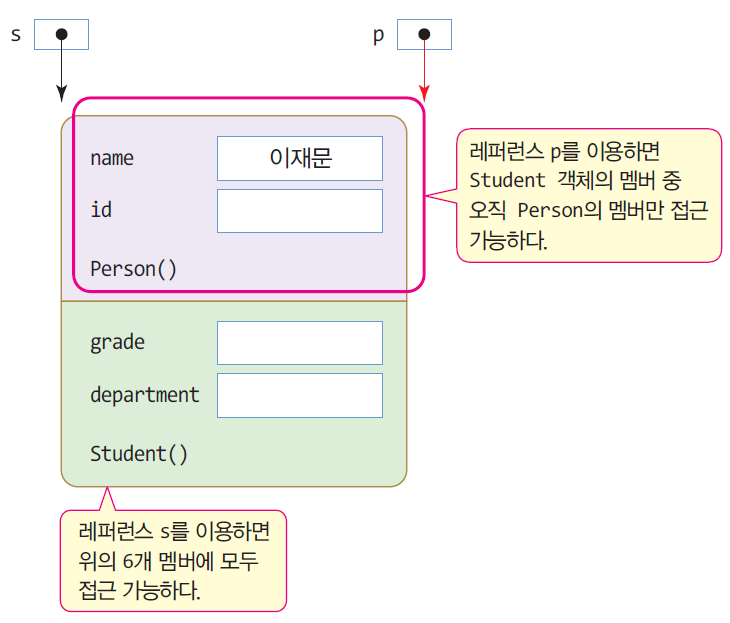 s
p
name
이재문
id
Person()
grade
department
Student()
레퍼런스 p를 이용하면
Student 객체의 멤버 중
오직 Person의 멤버만 접근
가능하다.
레퍼런스 s를 이용하면
위의 6개 멤버에 모두
접근 가능하다.